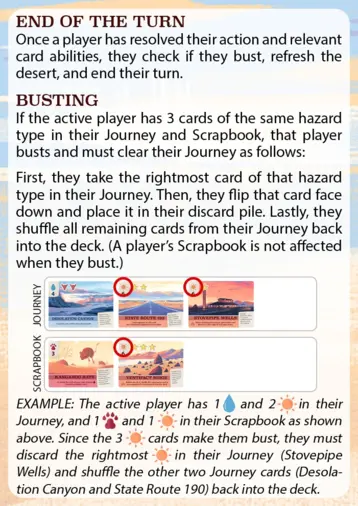 END OF THE TURN
Once a player has resolved their action and relevant
card abilities, they check if they bust, refresh the
desert, and end their turn.
BUSTING
If the active player has 3 cards of the same hazard
type in their Journey and Scrapbook, that player
busts and must clear their Journey as follows:
First, they take the rightmost card of that hazard
type in their Journey. Then, they flip that card face
down and place it in their discard pile. Lastly, they
shuffle all remaining cards from their Journey back
into the deck. (A player's Scrapbook is not affected
when they bust.)
JOURNEY
DESOLATION CANYON
STATE ROUTE 190
STOVEPIPE WELLS
SCRAPBOOK
KANGAROO RATS
EXAMPLE: The active player has 1 and 2 in their
Journey, and 1 and 1 in their Scrapbook as shown
above. Since the 3 cards make them bust, they must
discard the rightmost in their Journey (Stovepipe
Wells) and shuffle the other two Journey cards (Desola-
tion Canyon and State Route 190) back into the deck.